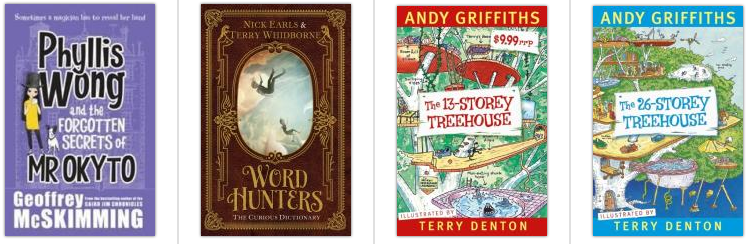 Sometimes a magician has to reveal her hand
Phyllis
Wong
and the
FORGOTTEN
SECRETS OF
MR OKYTO
Geoffrey
From the bestselling author of the
CAIRO JIM CHRONICLES
McSKIMMING
NICK EARLS &
TERRY WHIDBORNE
WORD
HUNTERS
THE CURIOUS DICTIONARY
ANDY GRIFFITHS
$9.99 rrp
The 13-STOREY
TREEHOUSE
ILLUSTRATED BY
TERRY DENTON
ANDY GRIFFITHS
The 26-STOREY
TREEHOUSE
ILLUSTRATED BY
TERRY DENTON